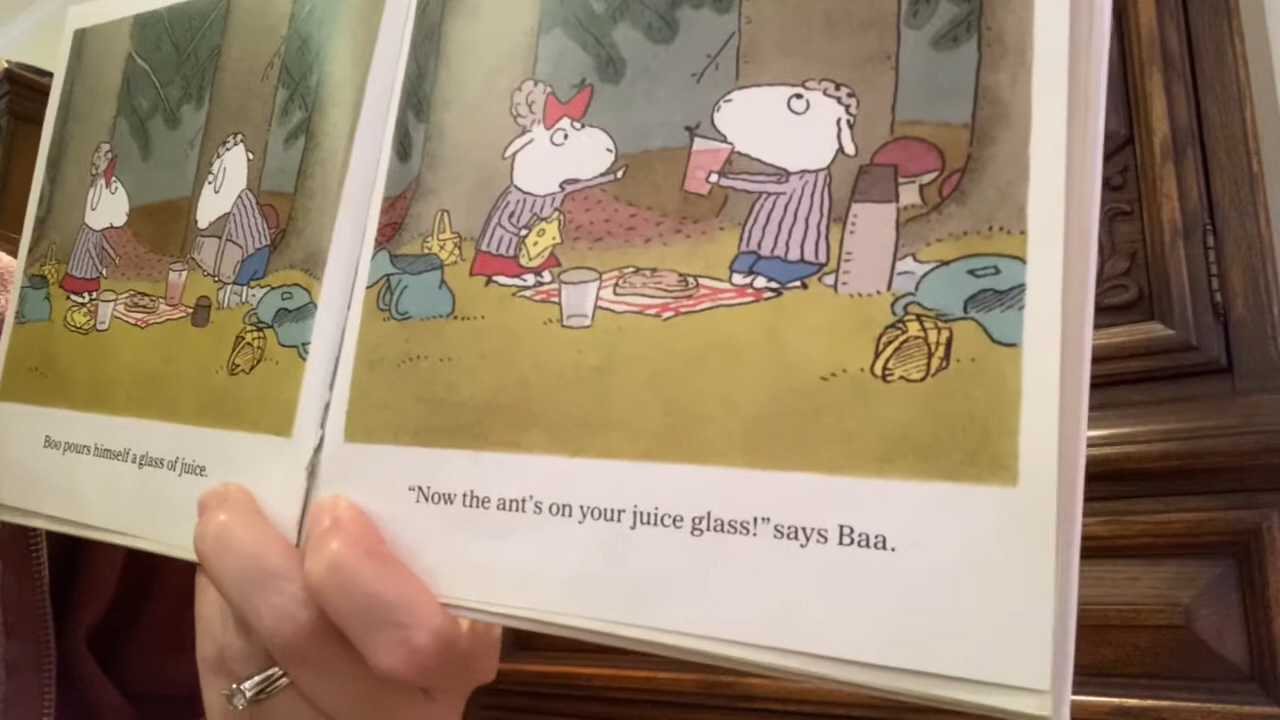 Boo pours himself a glass of juice.
“Now the ant’s on your juice glass!” says Baa.